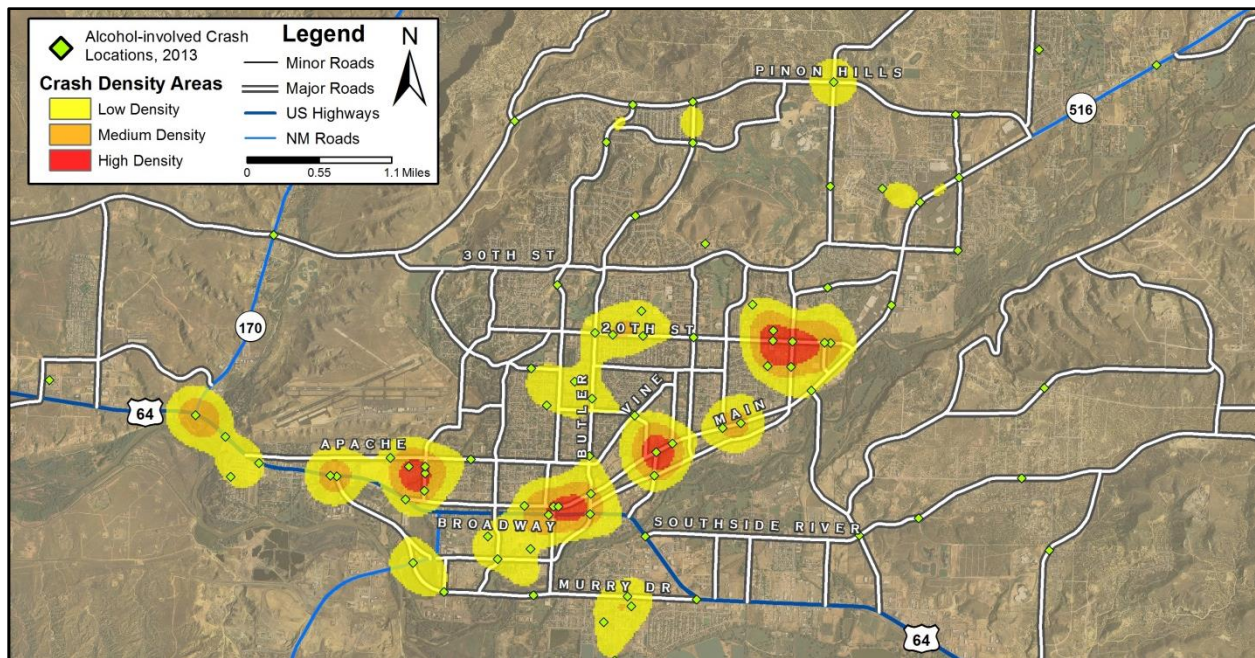 Alcohol-involved Crash
Locations, 2013
Crash Density Areas
Low Density
Medium Density
High Density
Legend
Minor Roads
Major Roads
US Highways
NM Roads
0 0.55 1.1 Miles
N
PINON HILLS
516
30TH ST
170
20TH ST
64
BUTLER
VINE
MAIN
APACHE
BROADWAY
SOUTHSIDE RIVER
MURRY DR
64